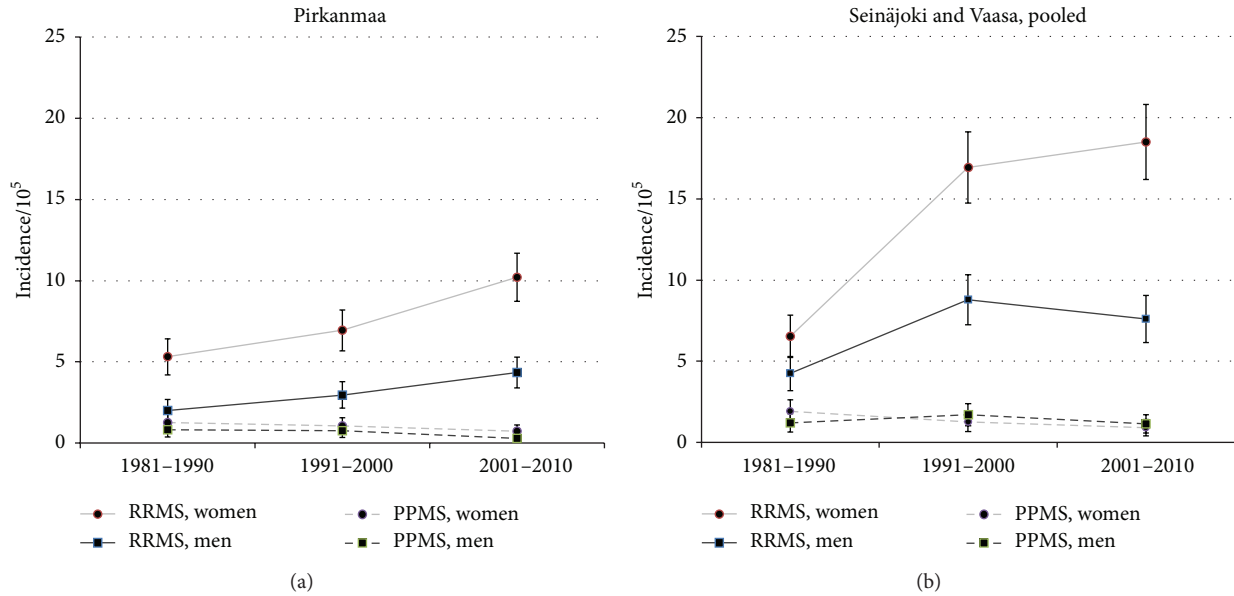 Pirkanmaa
25
20
15
10
5
0
Incidence/10⁵
1981–1990 1991–2000 2001–2010
RRMS, women PPMS, women
RRMS, men PPMS, men
(a)
Seinäjoki and Vaasa, pooled
25
20
15
10
5
0
Incidence/10⁵
1981–1990 1991–2000 2001–2010
RRMS, women PPMS, women
RRMS, men PPMS, men
(b)